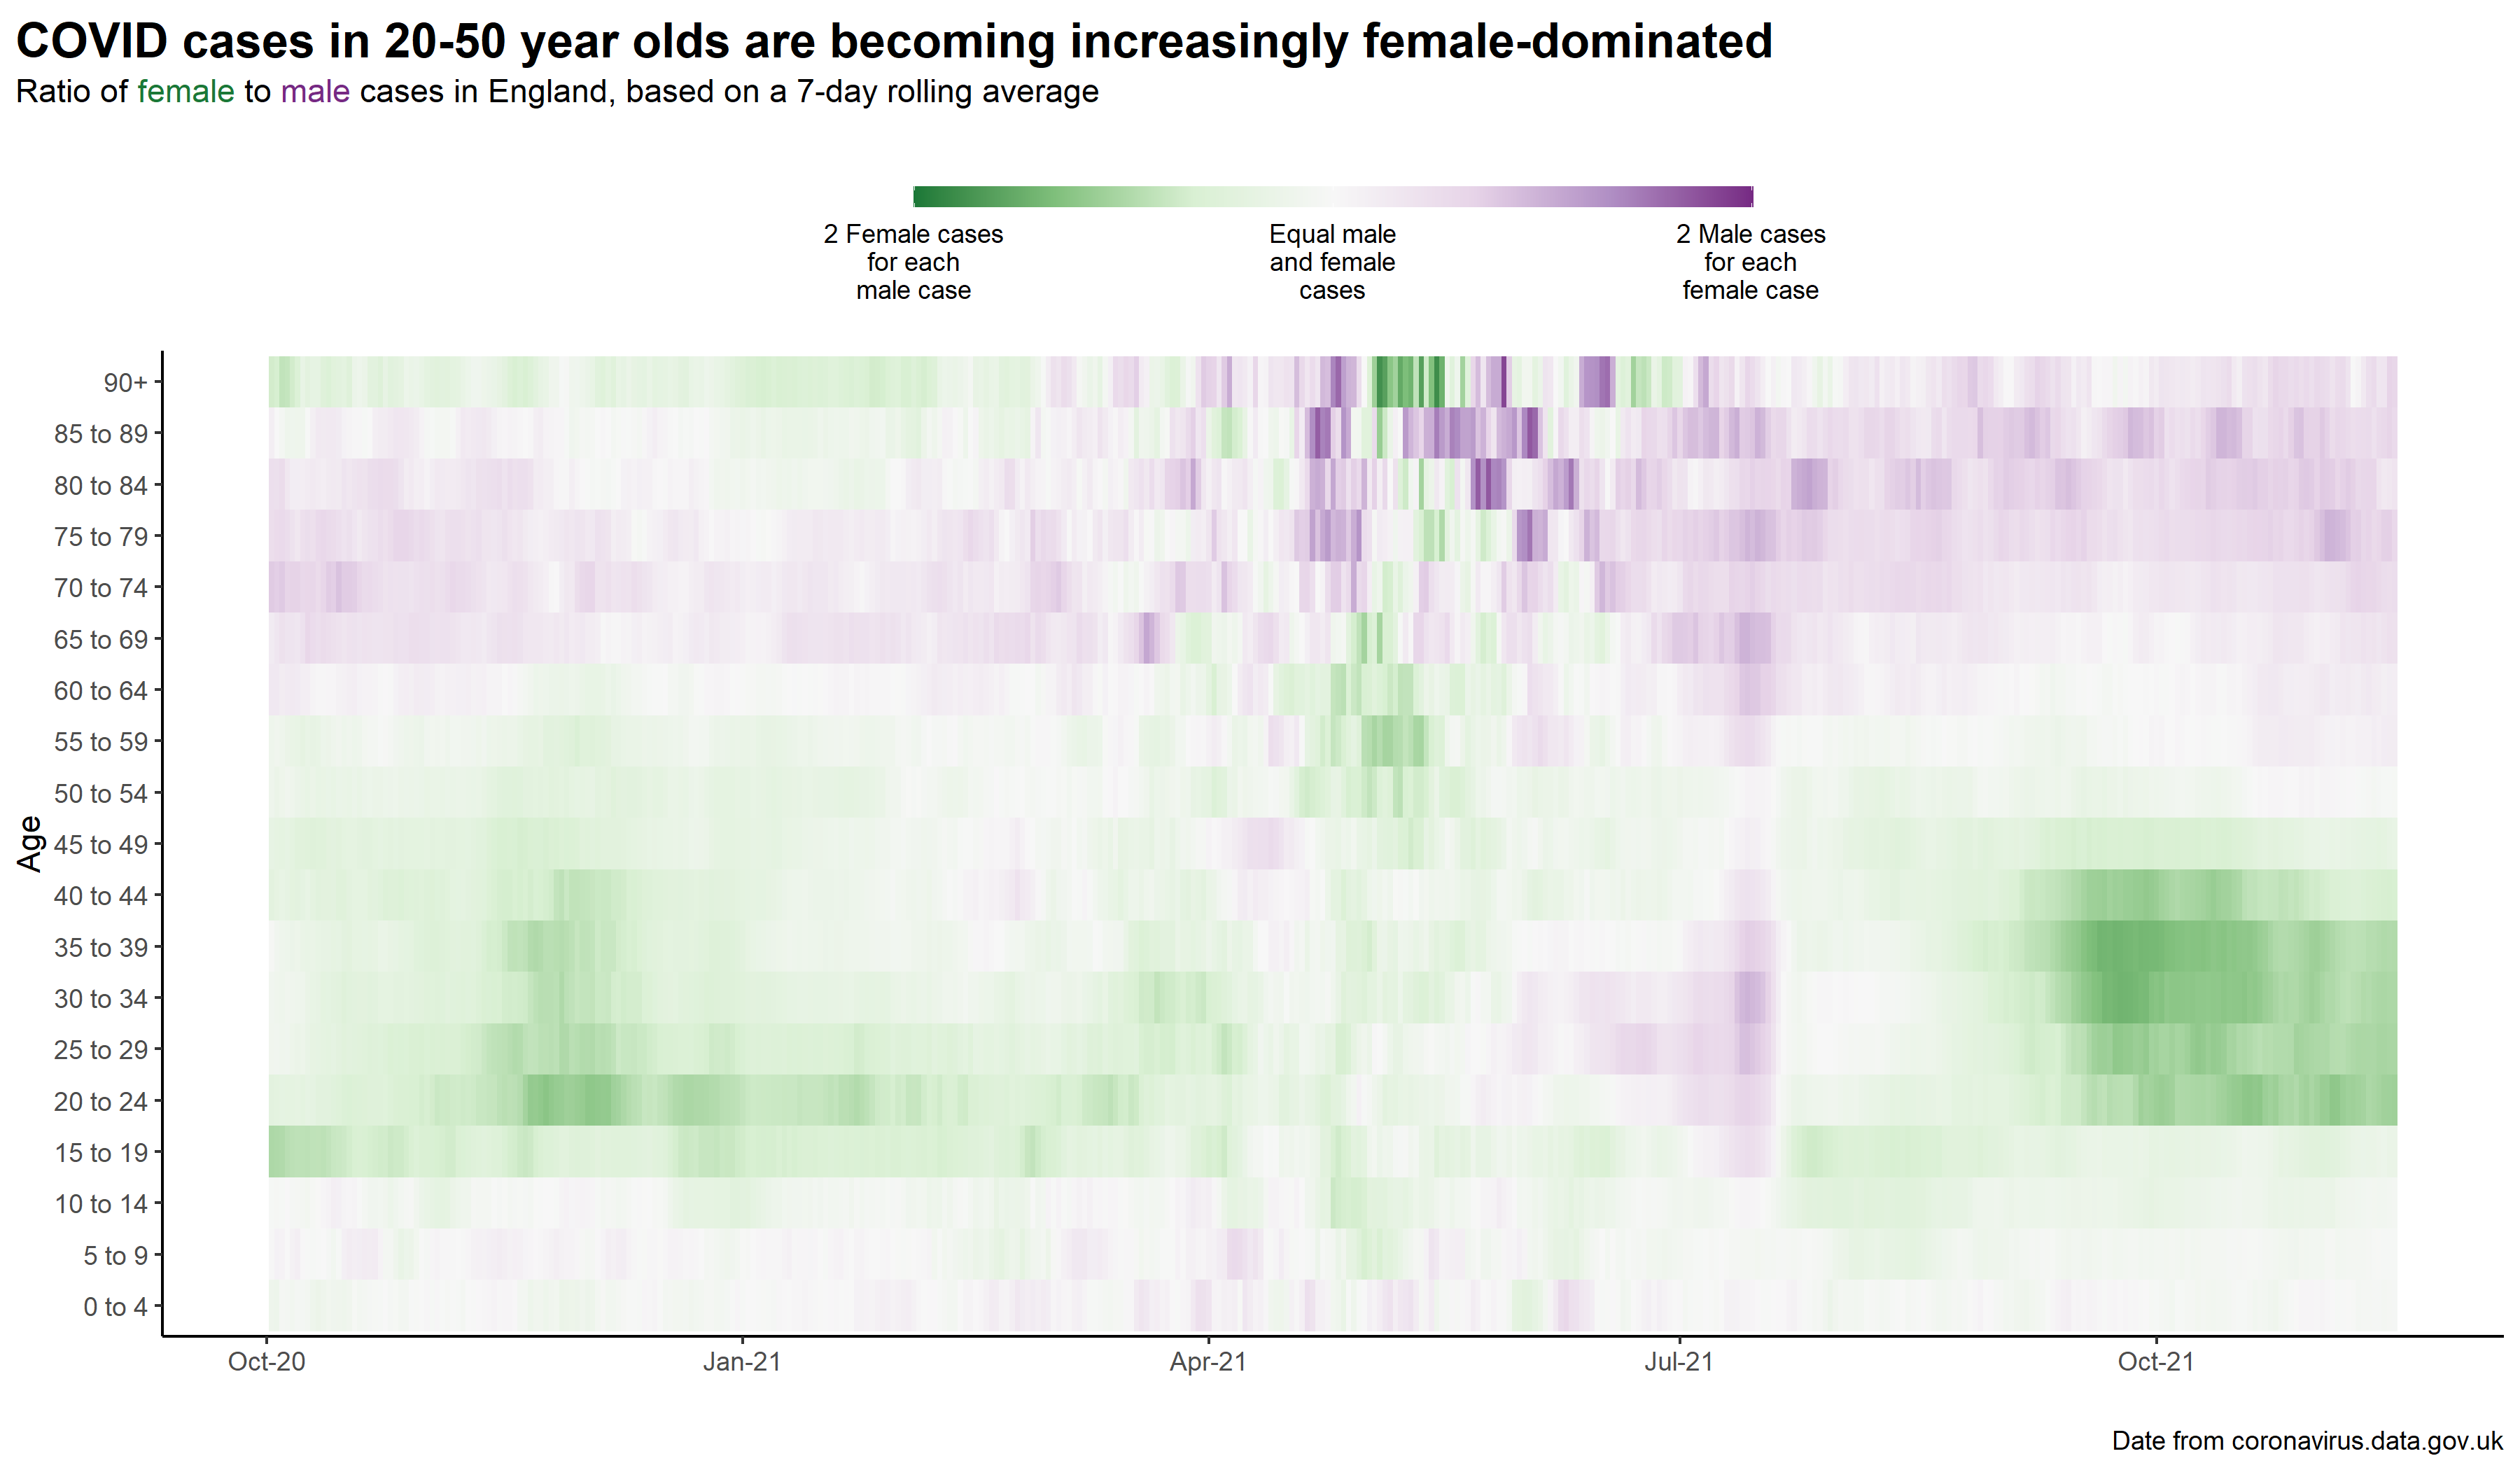 COVID cases in 20-50 year olds are becoming increasingly female-dominated
Ratio of female to male cases in England, based on a 7-day rolling average
2 Female cases
for each
male case
Equal male
and female
cases
2 Male cases
for each
female case
Age
90+
85 to 89
80 to 84
75 to 79
70 to 74
65 to 69
60 to 64
55 to 59
50 to 54
45 to 49
40 to 44
35 to 39
30 to 34
25 to 29
20 to 24
15 to 19
10 to 14
5 to 9
0 to 4
Oct-20
Jan-21
Apr-21
Jul-21
Oct-21
Date from coronavirus.data.gov.uk